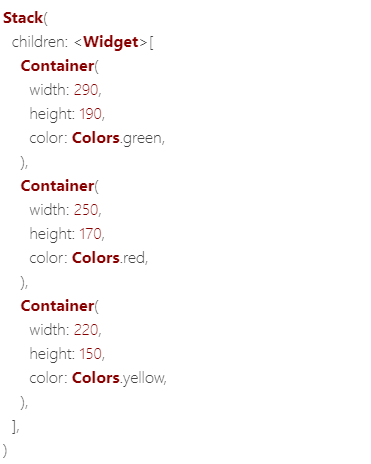 Stack(
children: <Widget>[
Container(
width: 290,
height: 190,
color: Colors.green,
),
Container(
width: 250,
height: 170,
color: Colors.red,
),
Container(
width: 220,
height: 150,
color: Colors.yellow,
),
],
)